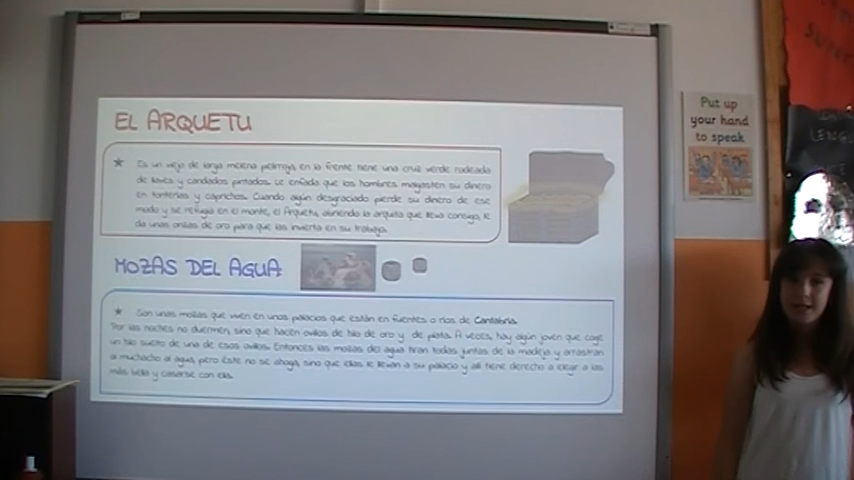 EL ARQUETU
Es un viejo de larga melena pelirroja, en la frente tiene una cruz verde rodeada
de llaves y candados pintados. Le enfada que los hombres malgasten su dinero
en tonterías y caprichos. Cuando algún desgraciado pierde su dinero de ese
modo y se refugia en el monte, el Arquetu, abriendo la arquita que lleva consigo, le
da unas onzas de oro para que las invierta en su trabajo.
MOZAS DEL AGUA
Son unas mozas que viven en unos palacios que están en fuentes o ríos de Cantabria.
Por las noches no duermen, sino que hacen ovillos de hilo de oro y de plata. A veces, hay algún joven que coge
un hilo suelto de una de esos ovillos. Entonces las mozas del agua tiran todas juntas de la madeja y arrastran
al muchacho al agua, pero éste no se ahoga, sino que ellas le llevan a su palacio y allí tiene derecho a elegir a la
más bella y casarse con ella.
Put up
your hand
to speak
LENG